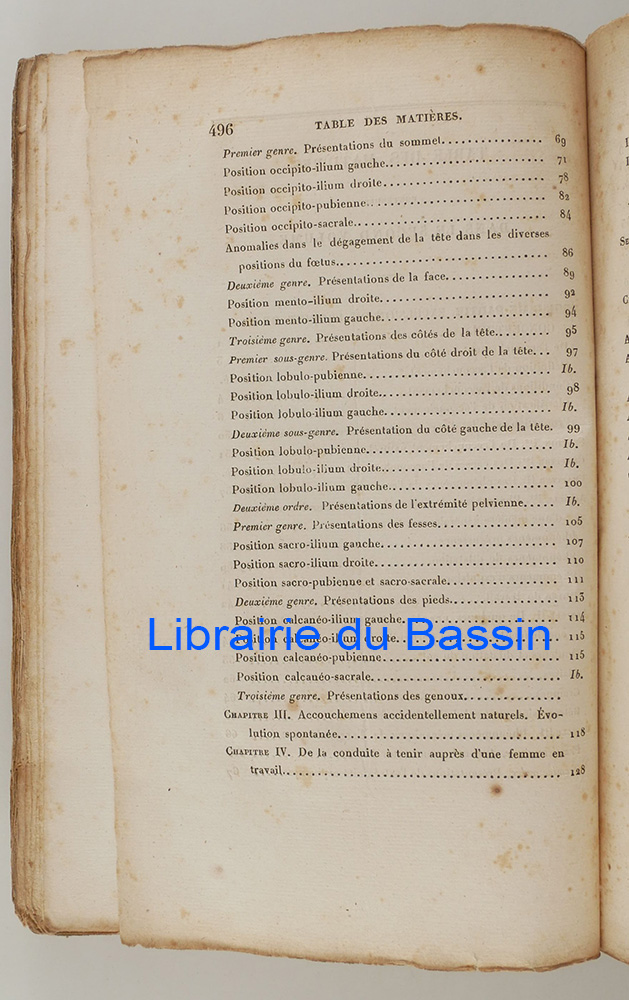 496 TABLE DES MATIÈRES.
Premier genre. Présentations du sommet............... 69
Position occipito-ilium gauche........................ 71
Position occipito-ilium droite........................ 78
Position occipito-pubienne........................... 82
Position occipito-sacrale............................. 84
Anomalies dans le dégagement de la tête dans les diverses
positions du fœtus.............................. 86
Deuxième genre. Présentations de la face.............. 89
Position mento-ilium droite.......................... 92
Position mento-ilium gauche.......................... 94
Troisième genre. Présentations des côtés de la tête......... 95
Premier sous-genre. Présentations du côté droit de la tête... 97
Position lobulo-pubienne............................. Ib.
Position lobulo-ilium droite.......................... 98
Position lobulo-ilium gauche.......................... Ib.
Deuxième sous-genre. Présentation du côté gauche de la tête. 99
Position lobulo-pubienne............................. Ib.
Position lobulo-ilium droite.......................... Ib.
Position lobulo-ilium gauche.......................... 100
Deuxième ordre. Présentations de l'extrémité pelvienne..... Ib.
Premier genre. Présentations des fesses................. 105
Position sacro-ilium gauche........................... 107
Position sacro-ilium droite............................ 110
Position sacro-pubienne et sacro-sacrale................ 111
Deuxième genre. Présentations des pieds................ 113
Position calcanéo-ilium gauche........................ 114
Position calcanéo-ilium droite......................... 115
Librairie du Bassin
Position calcanéo-pubienne........................... 115
Position calcanéo-sacrale............................. Ib.
Troisième genre. Présentations des genoux...............
CHAPITRE III. Accouchemens accidentellement naturels. Évo-
lution spontanée................................... 118
CHAPITRE IV. De la conduite à tenir auprès d'une femme en
travail............................................ 128